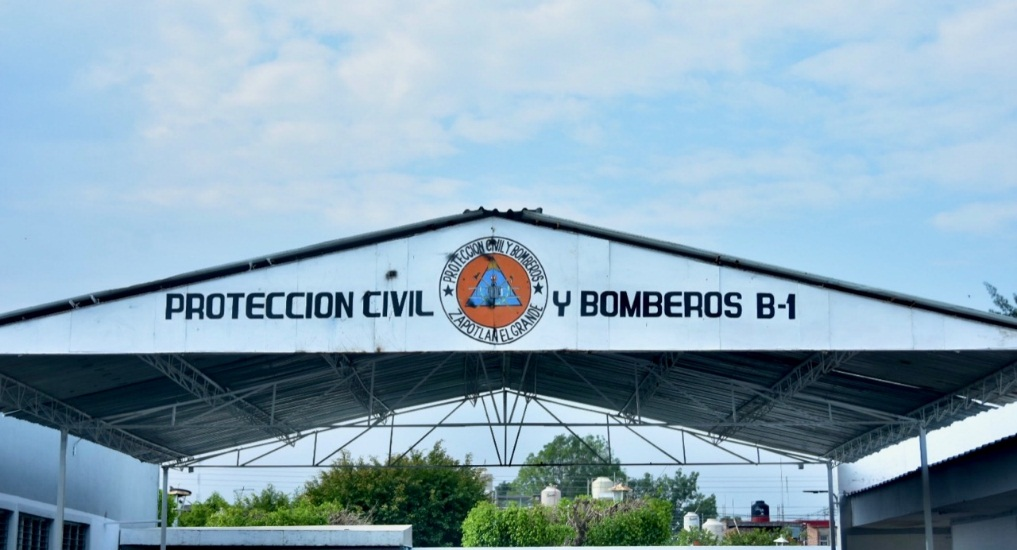 PROTECCION CIVIL Y BOMBEROS B-1
PROTECCION CIVIL Y BOMBEROS
ZAPOTLAN EL GRANDE